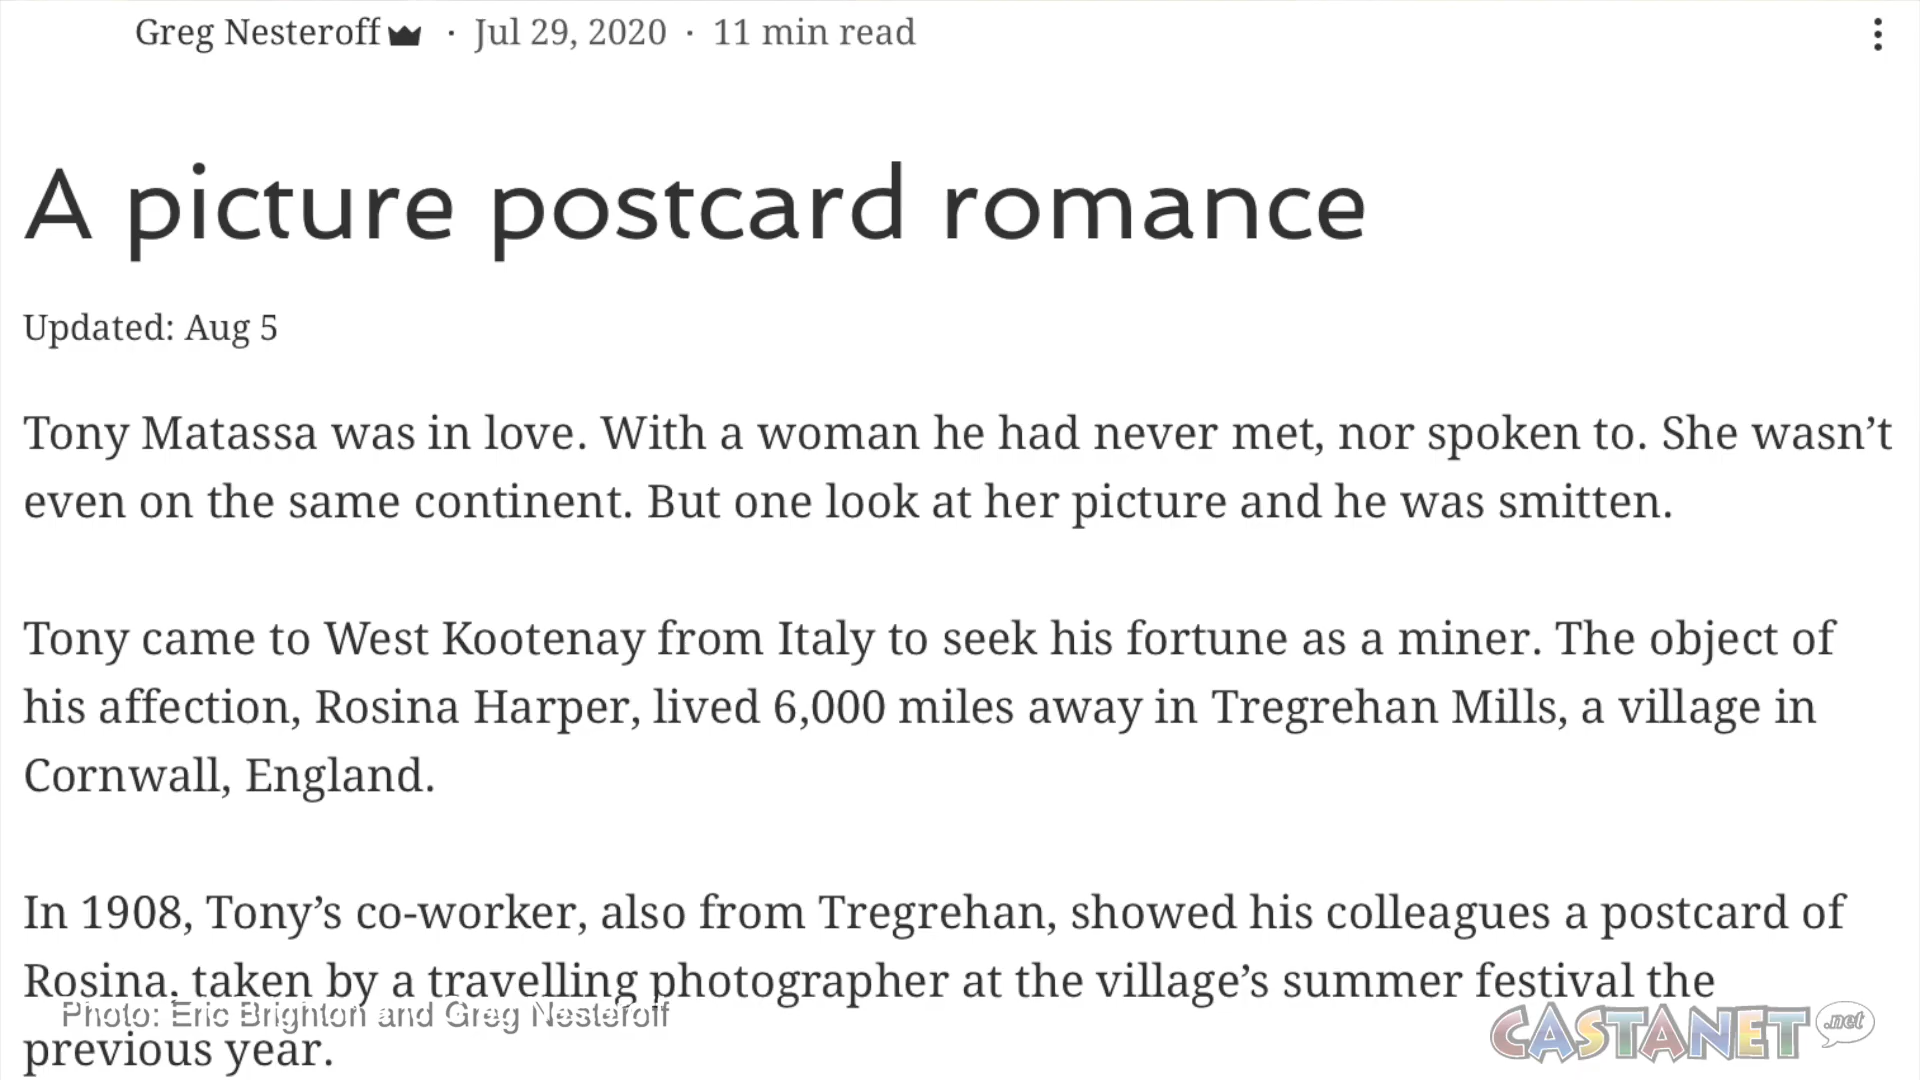 Greg Nesteroff · Jul 29, 2020 · 11 min read
A picture postcard romance
Updated: Aug 5
Tony Matassa was in love. With a woman he had never met, nor spoken to. She wasn’t
even on the same continent. But one look at her picture and he was smitten.
Tony came to West Kootenay from Italy to seek his fortune as a miner. The object of
his affection, Rosina Harper, lived 6,000 miles away in Tregrehan Mills, a village in
Cornwall, England.
In 1908, Tony’s co-worker, also from Tregrehan, showed his colleagues a postcard of
Rosina, taken by a travelling photographer at the village’s summer festival the
Photo: Eric Brighton and Greg Nesteroff
previous year.
CASTANET .net